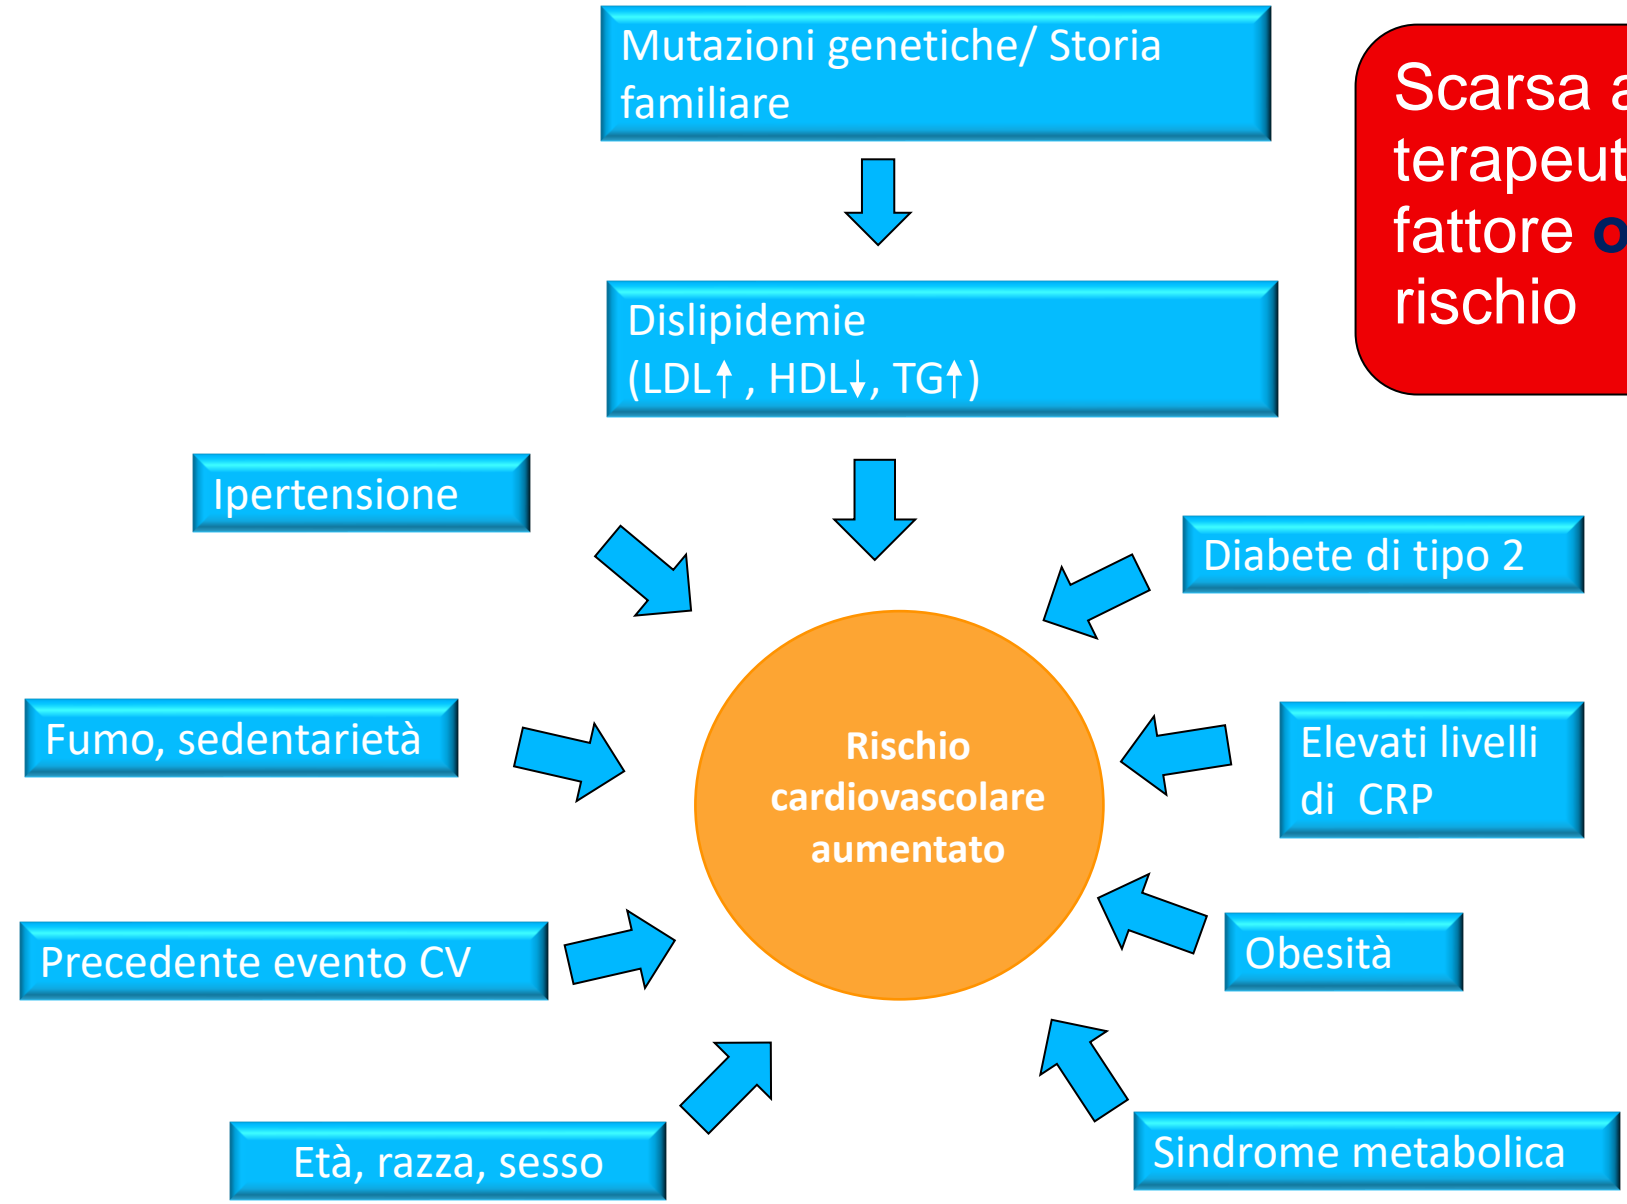 Mutazioni genetiche/ Storia
familiare
Scarsa
fattore
rischio
Dislipidemie
(LDL↑ , HDL↓, TG↑)
Ipertensione
Diabete di tipo 2
Fumo, sedentarietà
Elevati livelli
di CRP
Rischio
cardiovascolare
aumentato
Precedente evento CV
Obesità
Età, razza, sesso
Sindrome metabolica